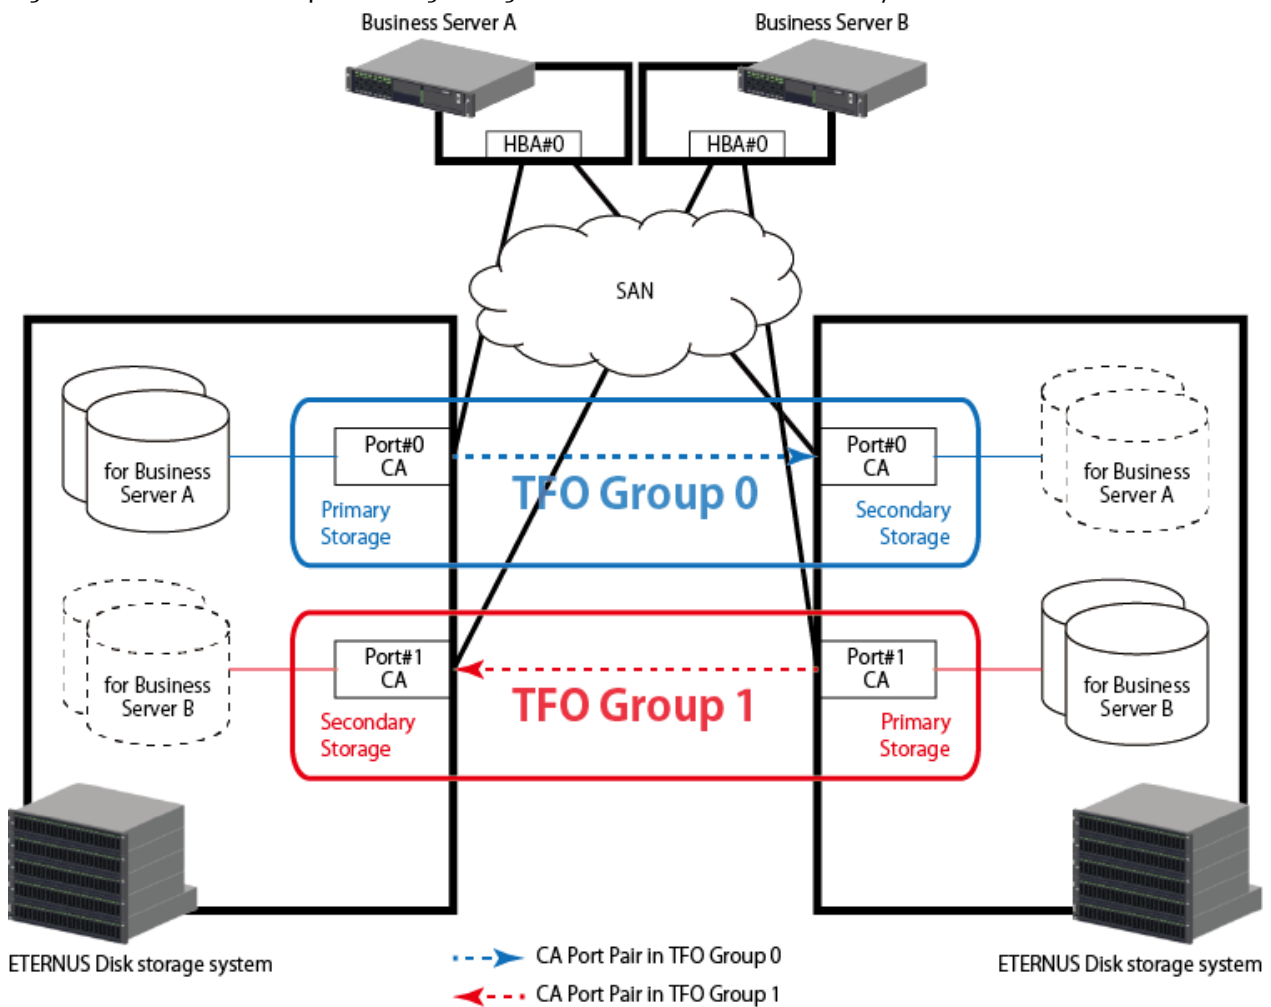 Business Server A
Business Server B
HBA#0
HBA#0
SAN
for Business
Server A
Port#0
CA
Primary
Storage
TFO Group 0
Port#0
CA
Secondary
Storage
for Business
Server A
for Business
Server B
Port#1
CA
Secondary
Storage
TFO Group 1
Port#1
CA
Primary
Storage
for Business
Server B
ETERNUS Disk storage system
ETERNUS Disk storage system
CA Port Pair in TFO Group 0
CA Port Pair in TFO Group 1